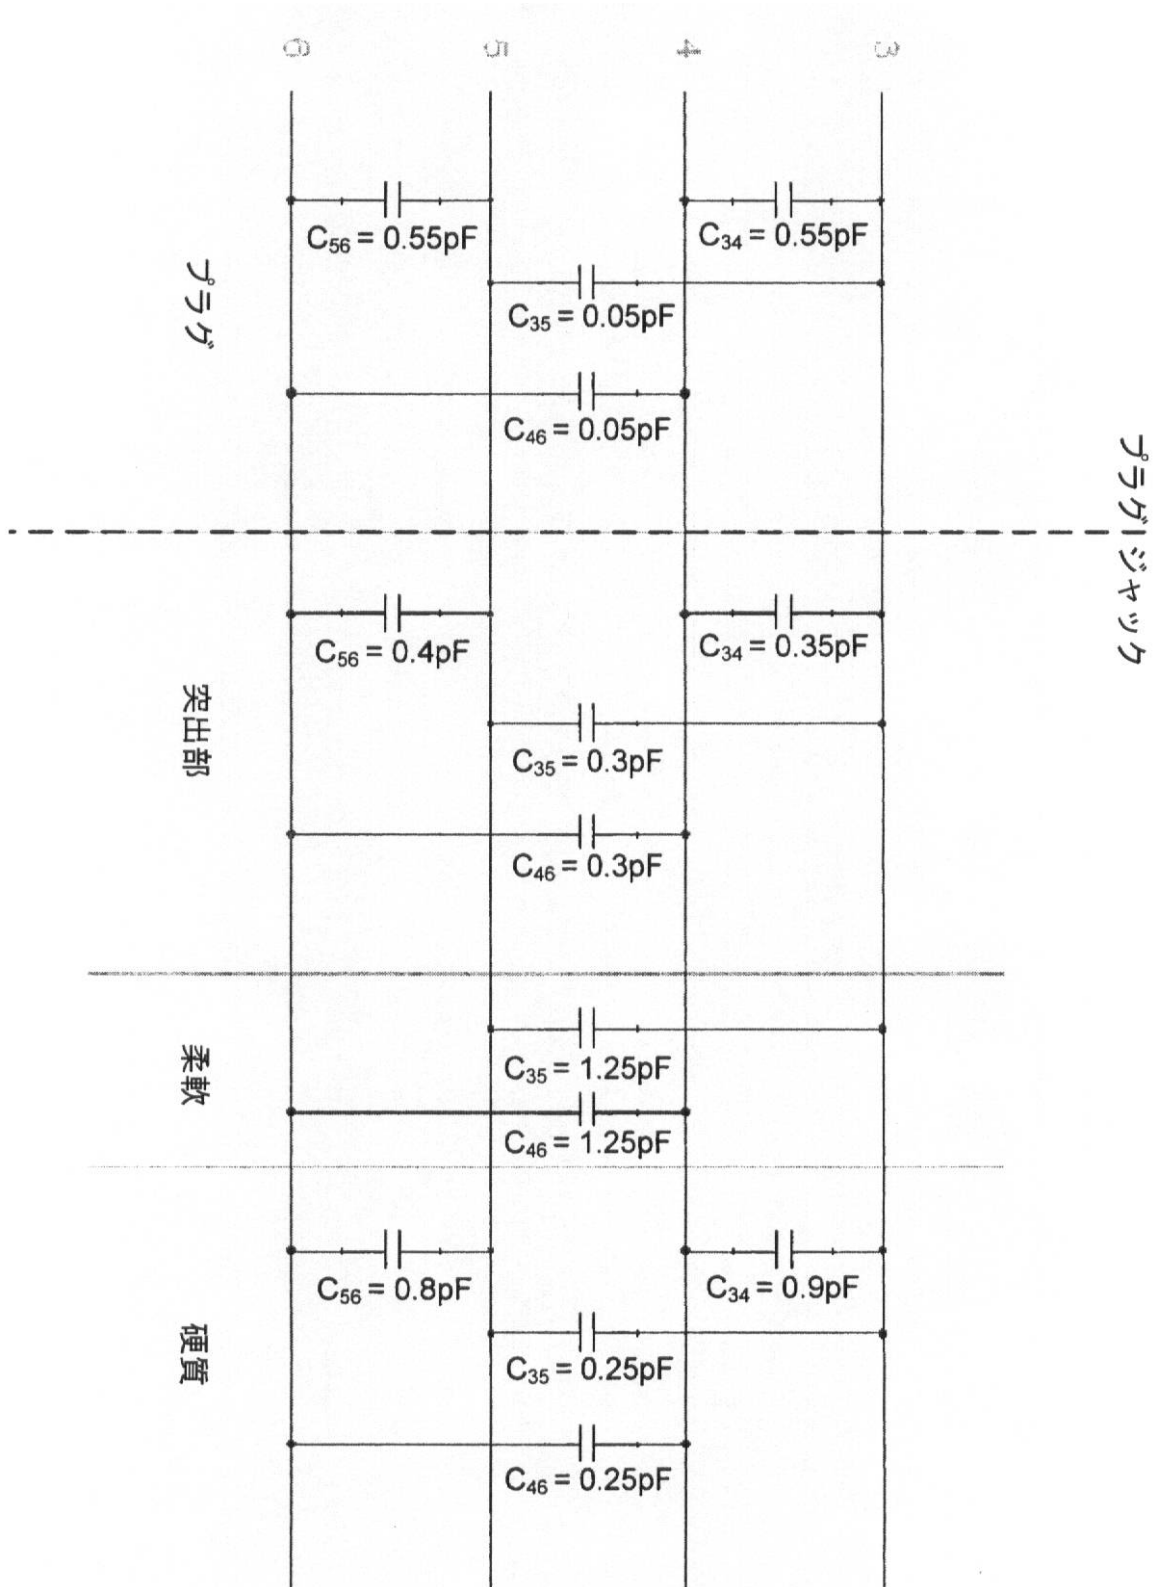 6 5 4 3
C56 = 0.55pF
C34 = 0.55pF
C35 = 0.05pF
C46 = 0.05pF
プラグ
プラグ ジャック
C56 = 0.4pF
C34 = 0.35pF
C35 = 0.3pF
C46 = 0.3pF
突出部
C35 = 1.25pF
C46 = 1.25pF
柔軟
C56 = 0.8pF
C34 = 0.9pF
C35 = 0.25pF
C46 = 0.25pF
硬質